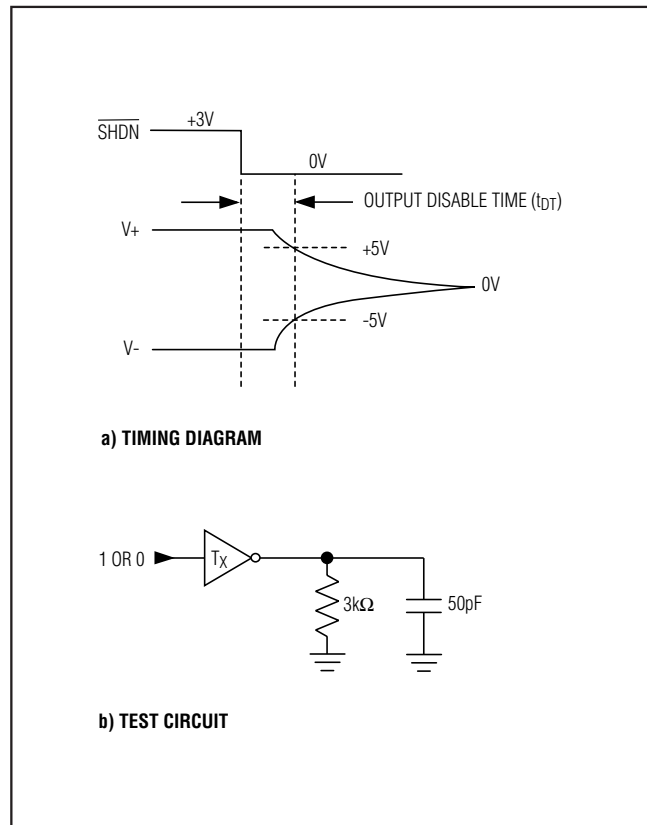 SHDN
+3V
0V
OUTPUT DISABLE TIME (tDT)
V+
+5V
0V
-5V
V-
a) TIMING DIAGRAM
1 OR 0
TX
3kΩ
50pF
b) TEST CIRCUIT